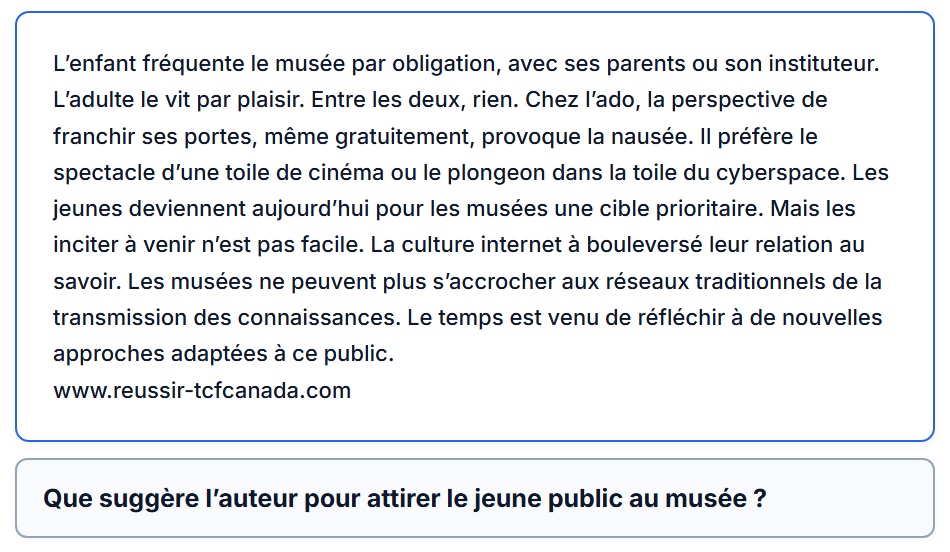 L’enfant fréquente le musée par obligation, avec ses parents ou son instituteur.
L’adulte le vit par plaisir. Entre les deux, rien. Chez l’ado, la perspective de
franchir ses portes, même gratuitement, provoque la nausée. Il préfère le
spectacle d’une toile de cinéma ou le plongeon dans la toile du cyberspace. Les
jeunes deviennent aujourd’hui pour les musées une cible prioritaire. Mais les
inciter à venir n’est pas facile. La culture internet à bouleversé leur relation au
savoir. Les musées ne peuvent plus s’accrocher aux réseaux traditionnels de la
transmission des connaissances. Le temps est venu de réfléchir à de nouvelles
approches adaptées à ce public.
www.reussir-tcfcanada.com
Que suggère l’auteur pour attirer le jeune public au musée ?